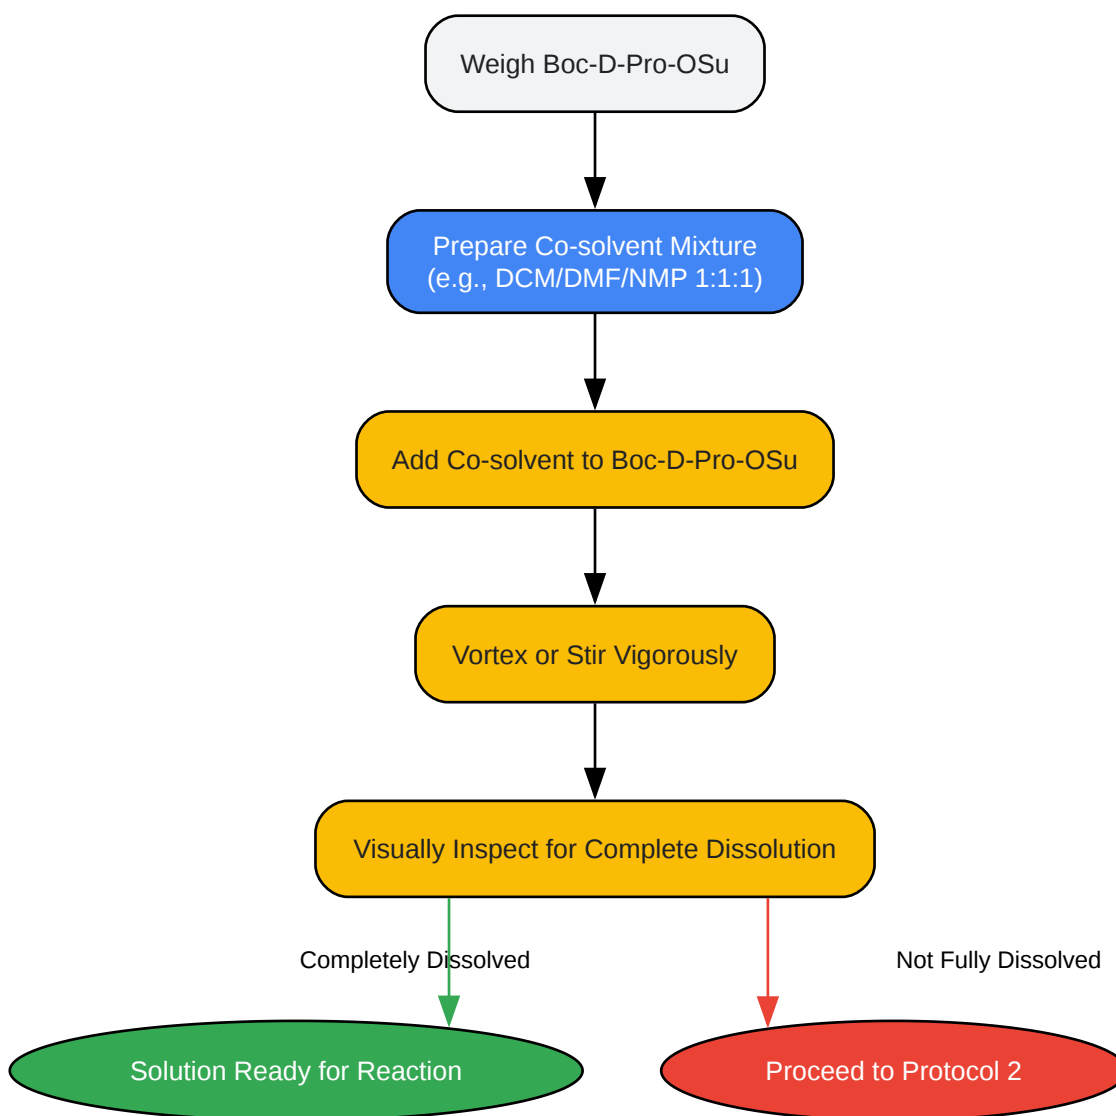 Weigh Boc-D-Pro-OSu
Prepare Co-solvent Mixture
(e.g., DCM/DMF/NMP 1:1:1)
Add Co-solvent to Boc-D-Pro-OSu
Vortex or Stir Vigorously
Visually Inspect for Complete Dissolution
Completely Dissolved
Not Fully Dissolved
Solution Ready for Reaction
Proceed to Protocol 2